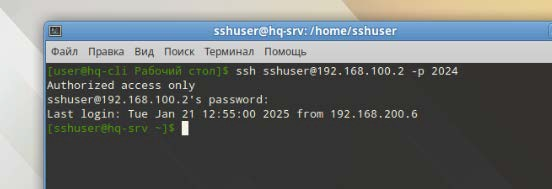 sshuser@hq-srv: /home/sshuser
Файл Правка Вид Поиск Терминал Помощь
[user@hq-cli Рабочий стол]$ ssh sshuser@192.168.100.2 -p 2024
Authorized access only
sshuser@192.168.100.2's password:
Last login: Tue Jan 21 12:55:00 2025 from 192.168.200.6
[sshuser@hq-srv ~]$